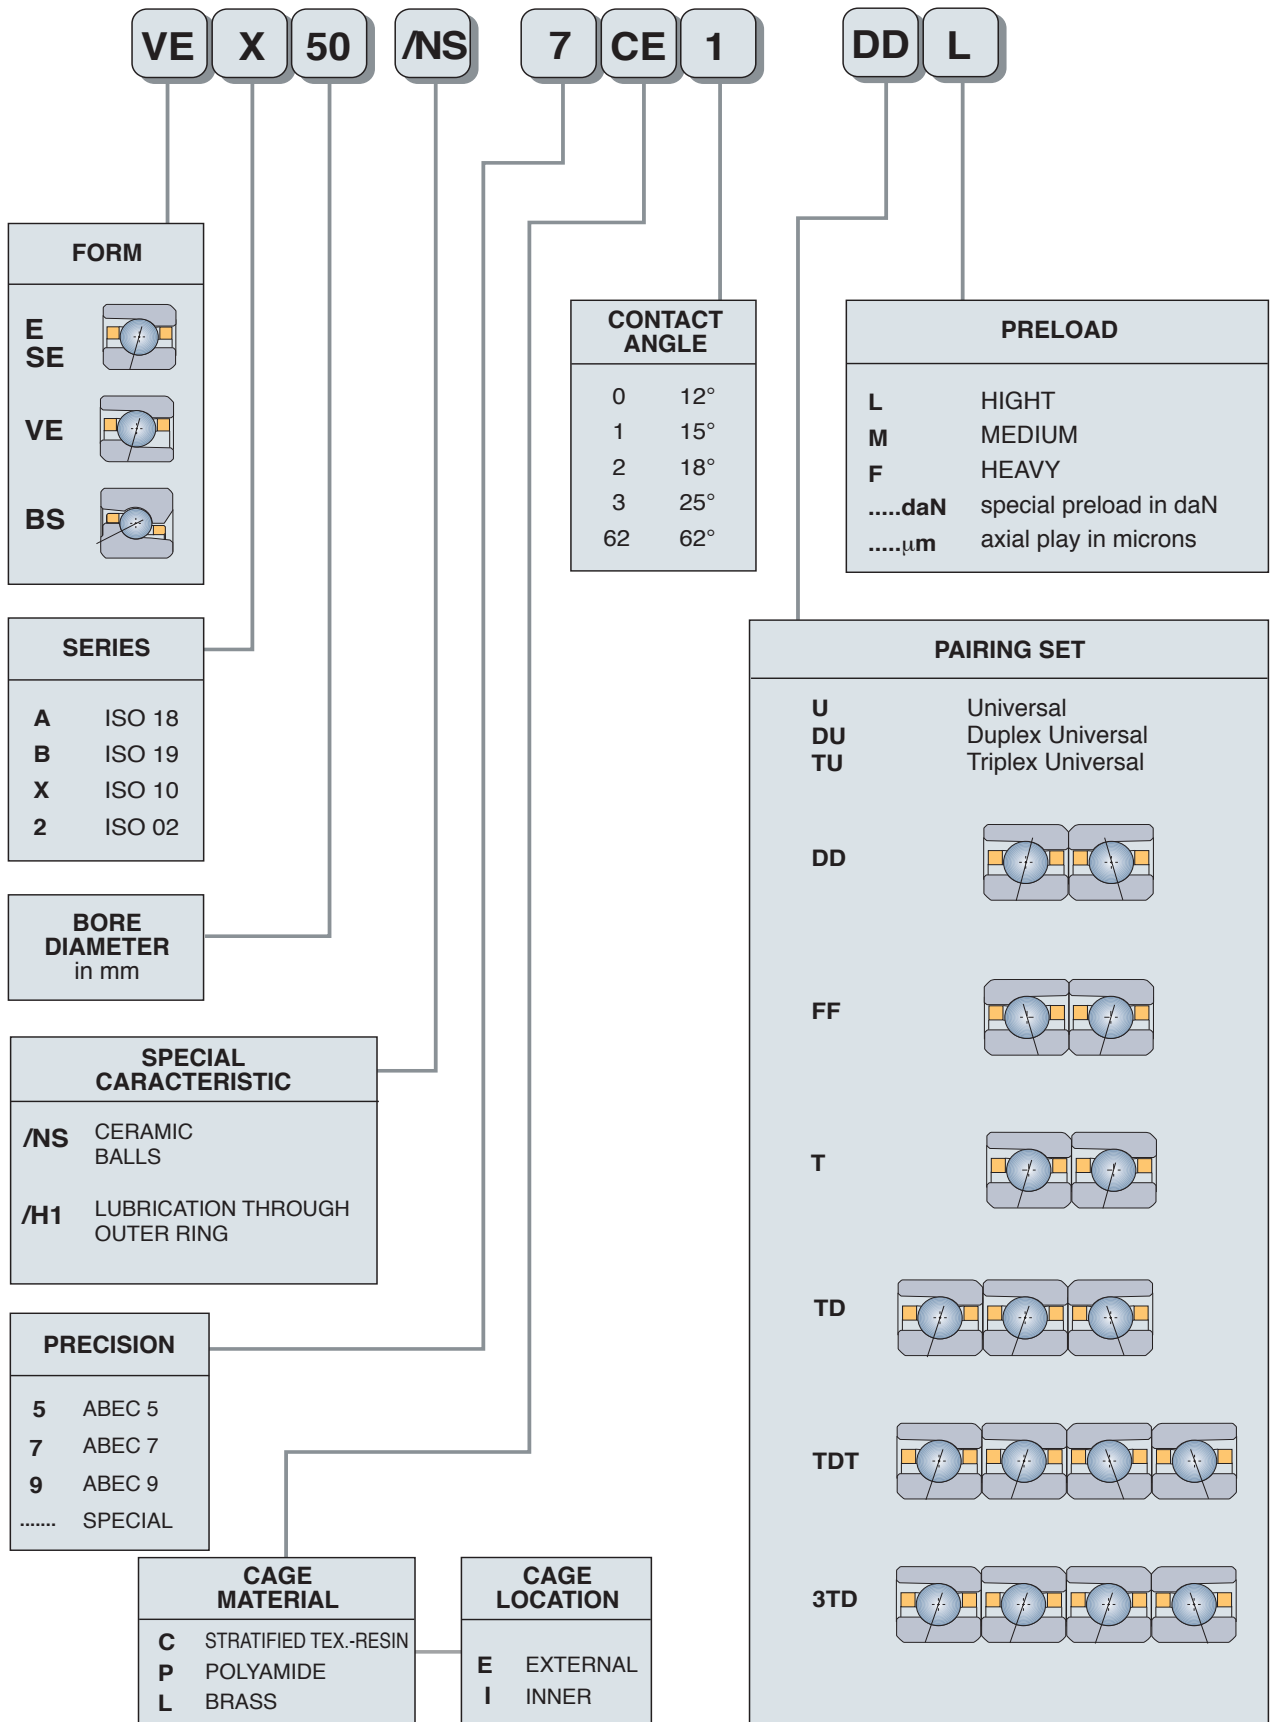 VE X 50 /NS 7 CE 1 DD L
FORM
E
SE
VE
BS
SERIES
A ISO 18
B ISO 19
X ISO 10
2 ISO 02
BORE
DIAMETER
in mm
SPECIAL
CARACTERISTIC
/NS CERAMIC
BALLS
/H1 LUBRICATION THROUGH
OUTER RING
PRECISION
5 ABEC 5
7 ABEC 7
9 ABEC 9
....... SPECIAL
CAGE
MATERIAL
C STRATIFIED TEX.-RESIN
P POLYAMIDE
L BRASS
CAGE
LOCATION
E EXTERNAL
I INNER
CONTACT
ANGLE
0 12°
1 15°
2 18°
3 25°
62 62°
PRELOAD
L HIGHT
M MEDIUM
F HEAVY
.....daN special preload in daN
.....μm axial play in microns
PAIRING SET
U Universal
DU Duplex Universal
TU Triplex Universal
DD
FF
T
TD
TDT
3TD